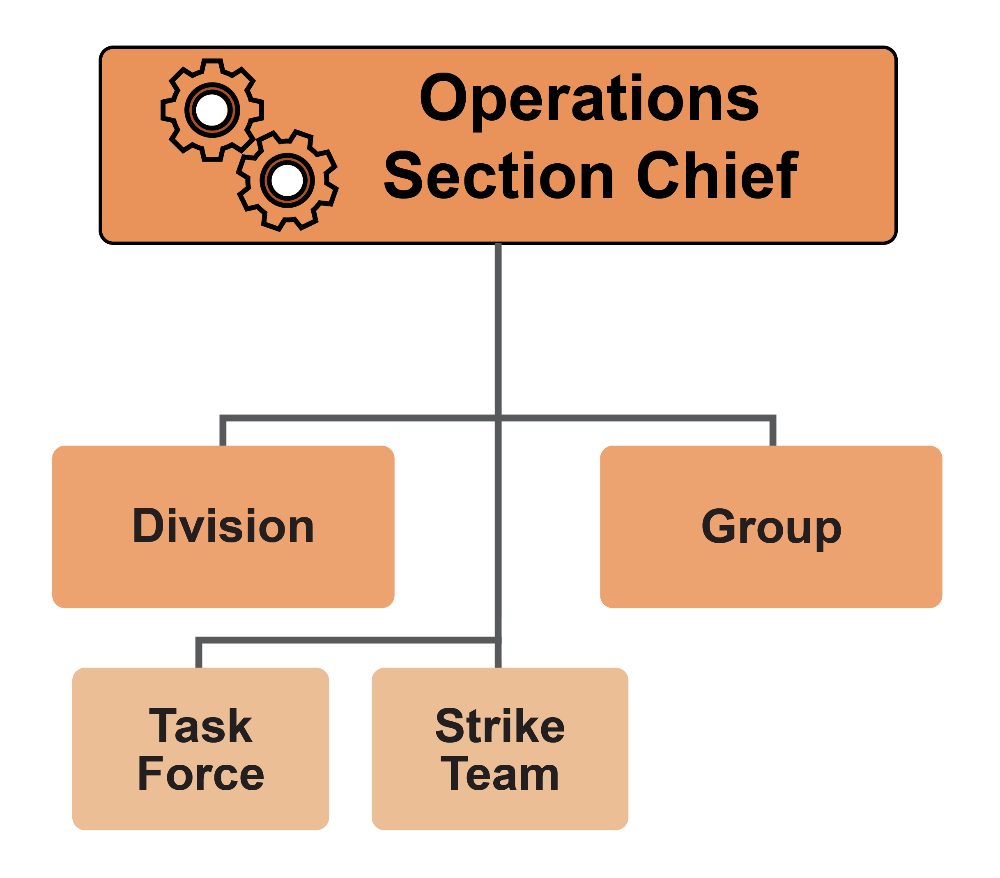 Operations
Section Chief
Division
Group
Task
Force
Strike
Team